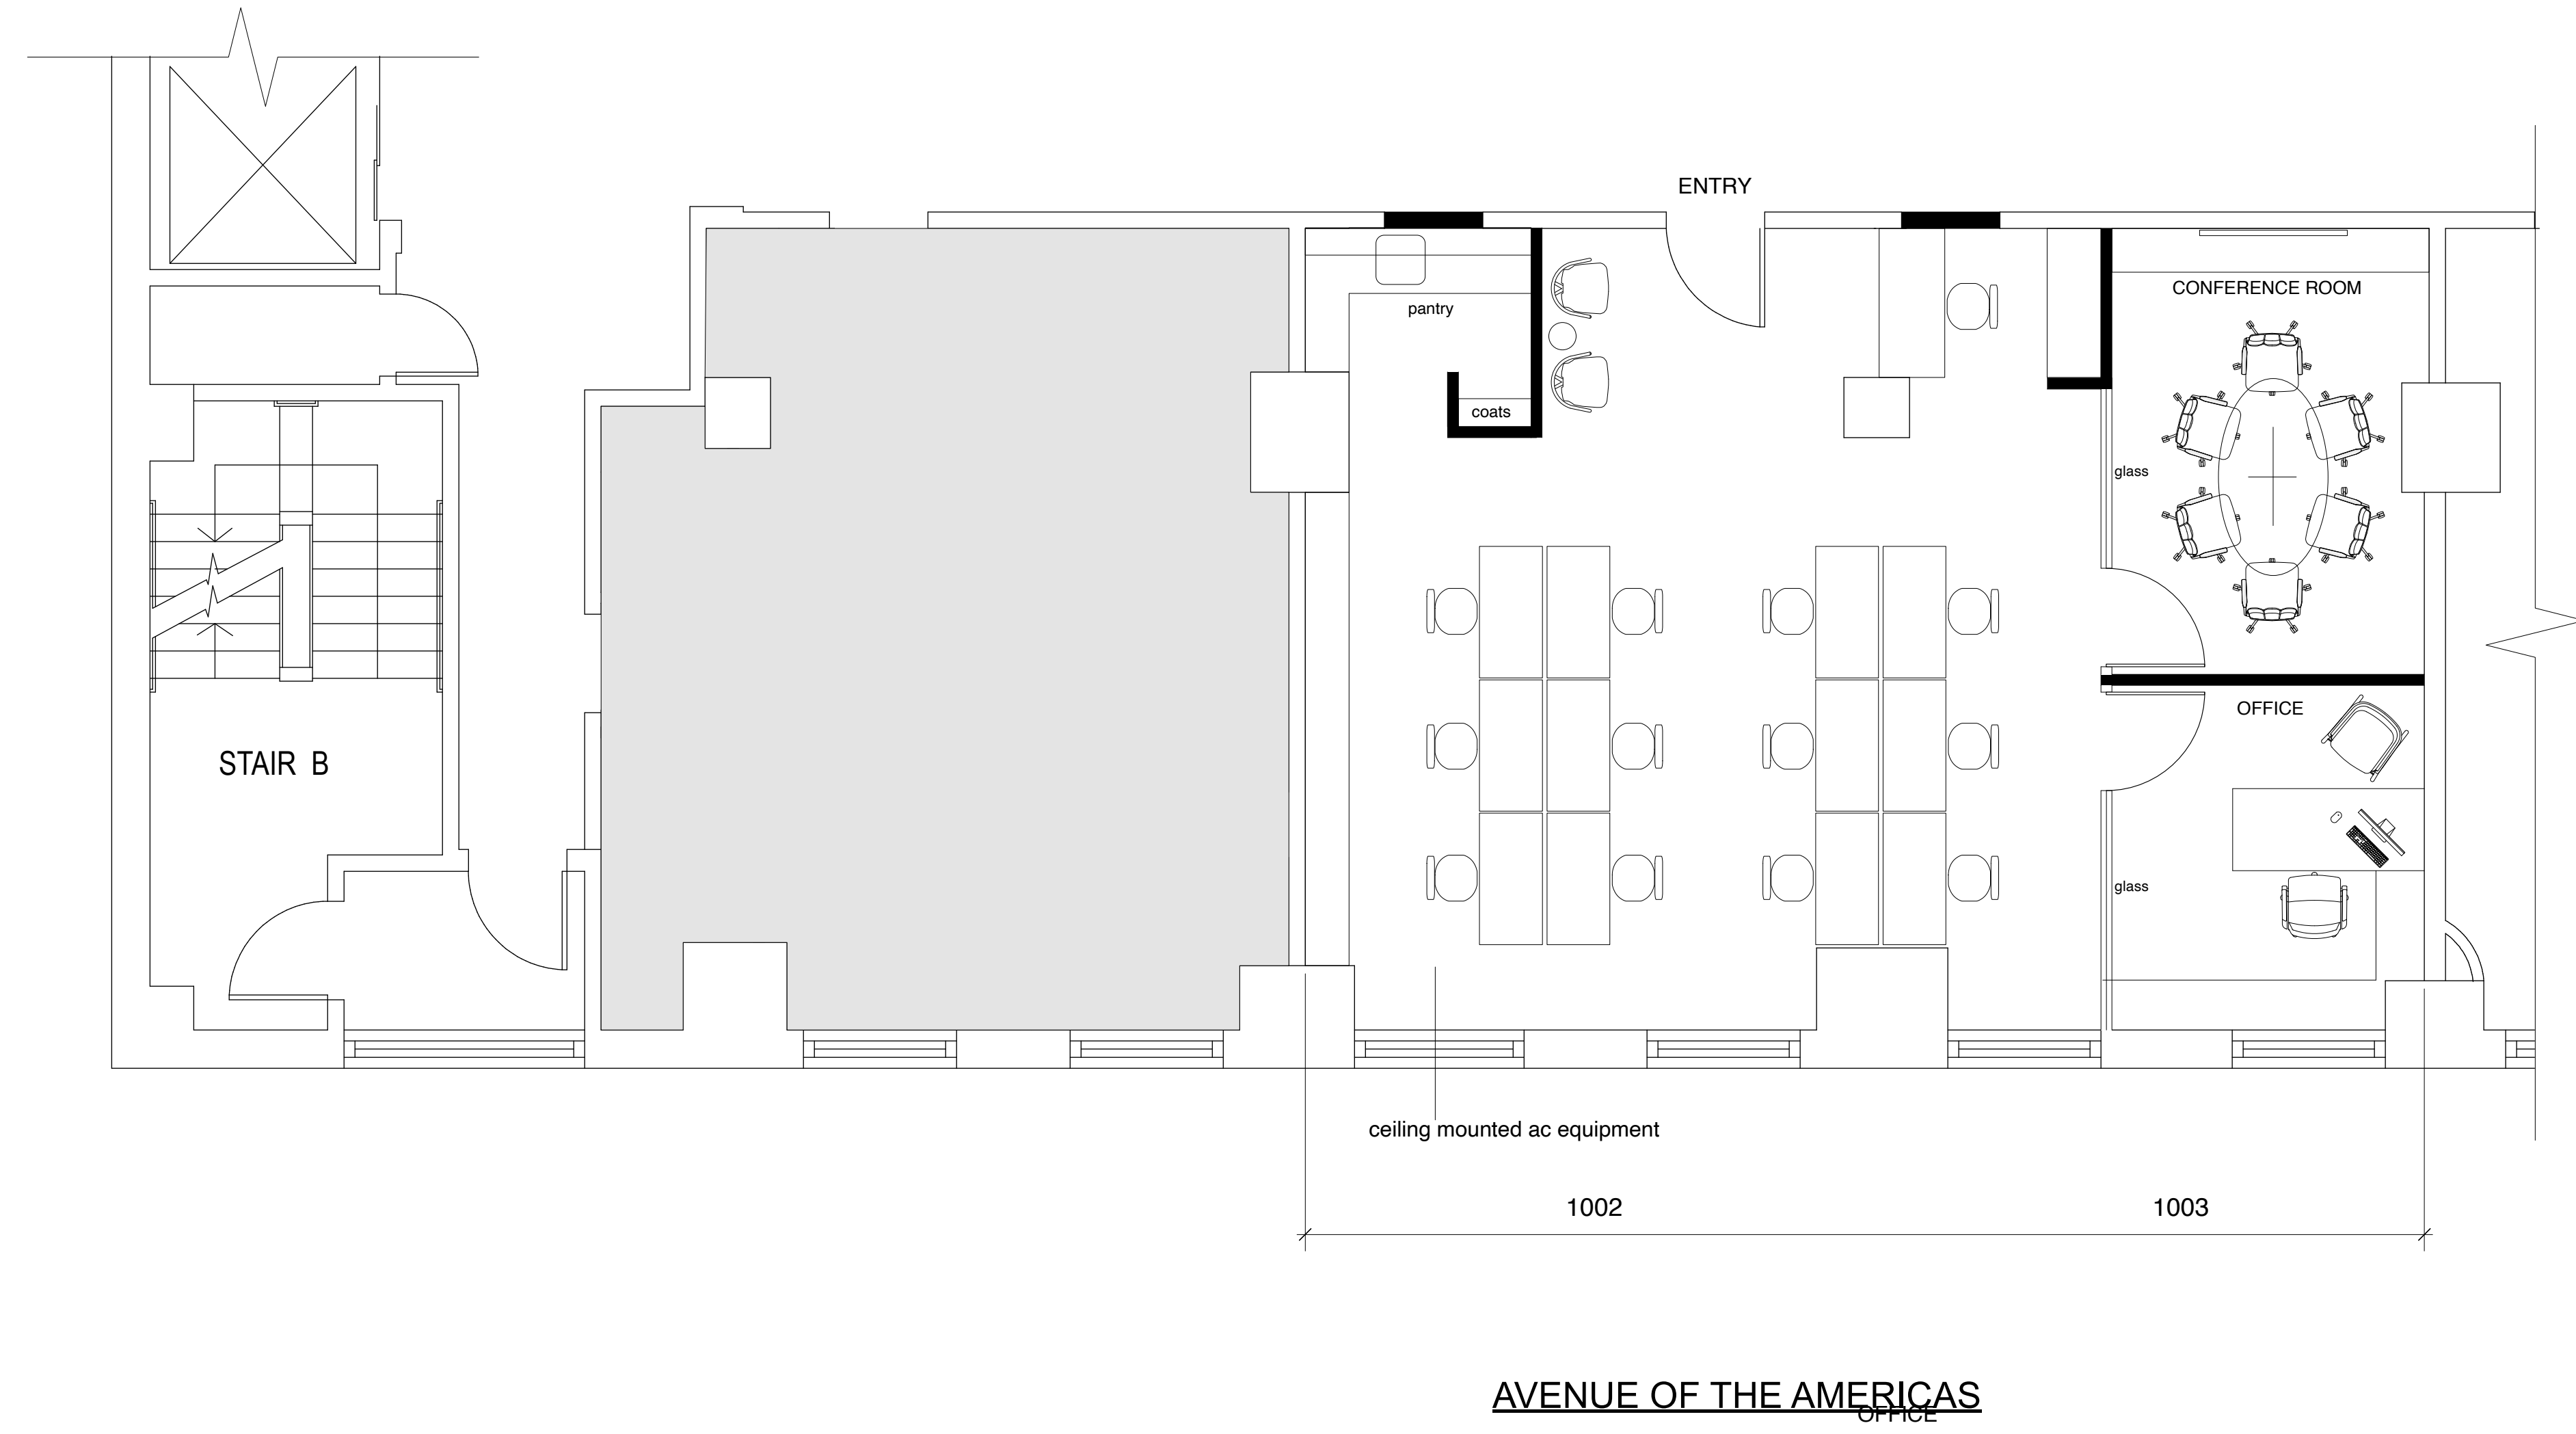 ENTRY
CONFERENCE ROOM
pantry
coats
glass
OFFICE
STAIR B
glass
ceiling mounted ac equipment
1002
1003
AVENUE OF THE AMERICAS
OFFICE